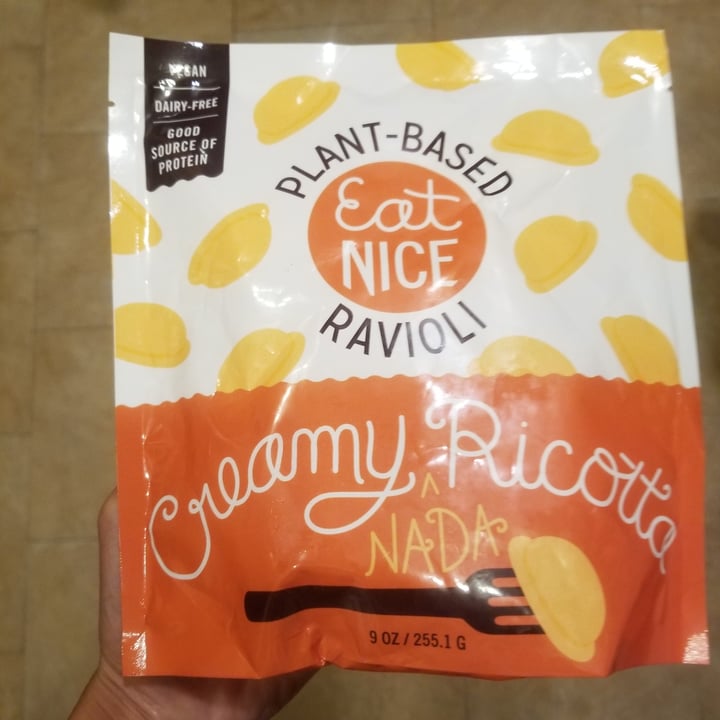 VEGAN
DAIRY-FREE
GOOD
SOURCE OF
PROTEIN
PLANT-BASED
Eat
NICE
RAVIOLI
Creamy Ricotta
^
NADA
9 OZ / 255.1 G